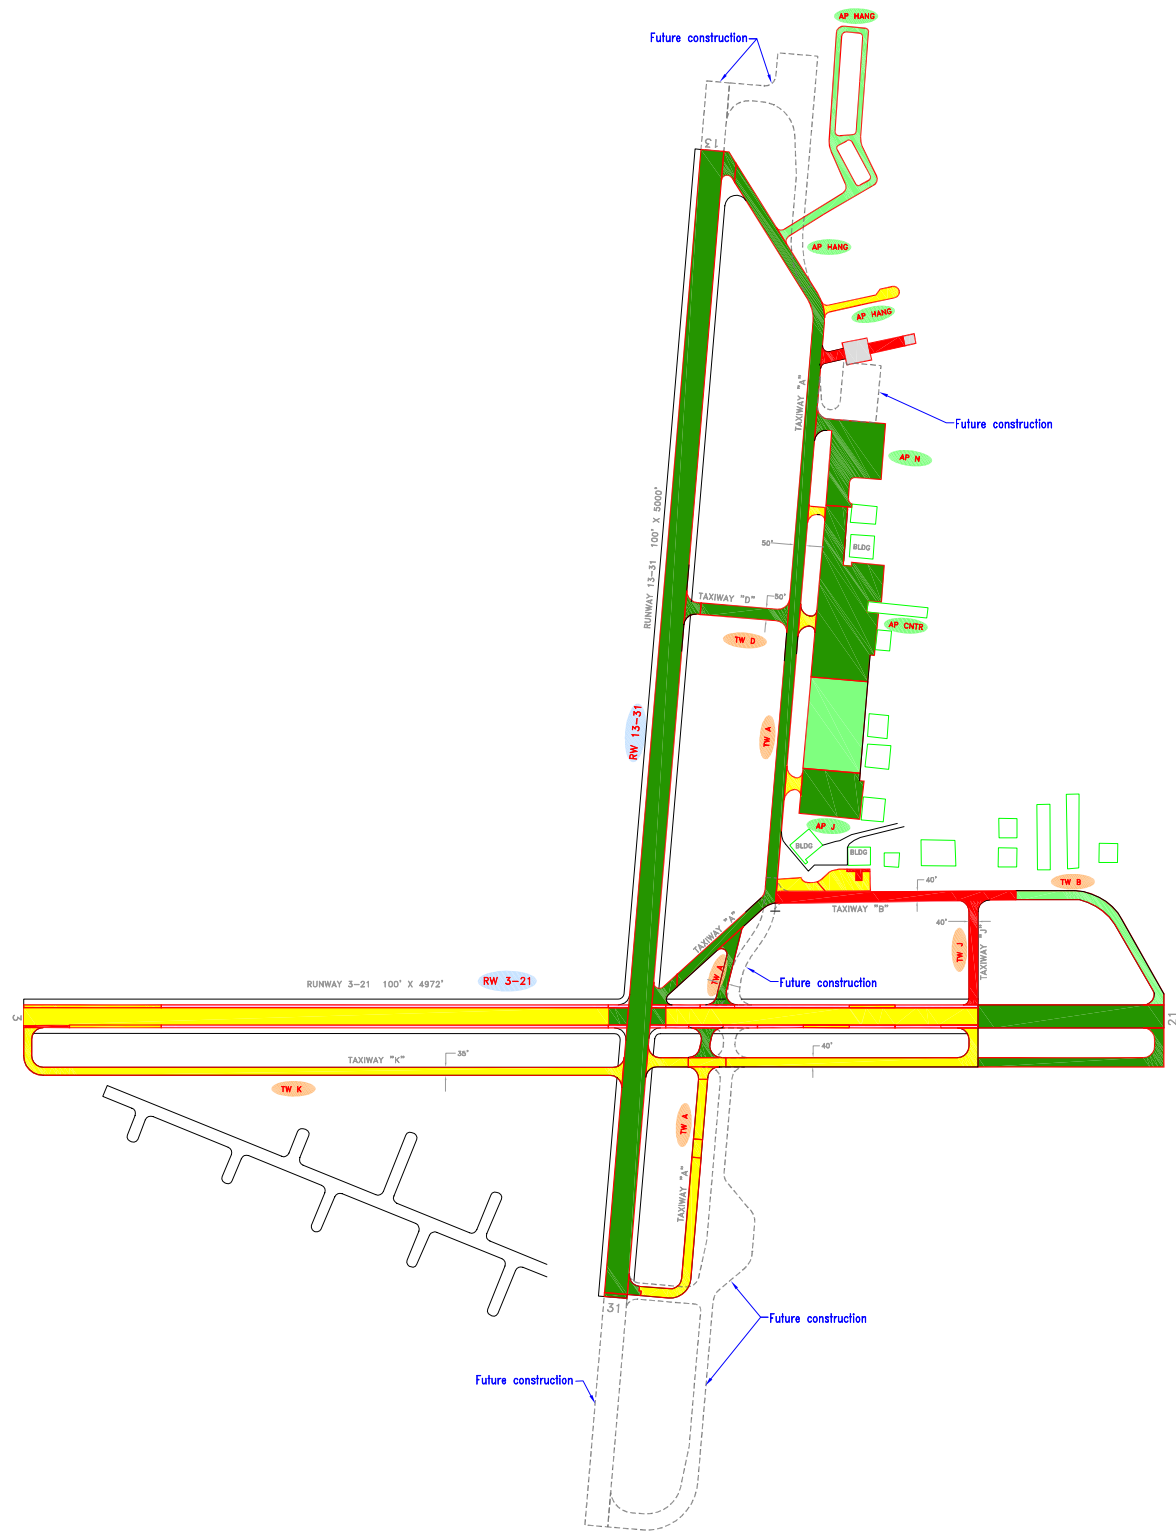 AP HANG
Future construction
13
AP HANG
AP HANG
TAXIWAY "A"
Future construction
AP N
RUNWAY 13-31 100' X 5000'
50'
BLDG
TAXIWAY "D"
50'
AP CNTR
TW D
RW 13-31
TW A
AP J
BLDG
BLDG
40'
TW B
TAXIWAY "B"
TAXIWAY "A"
40'
TW J
TAXIWAY "J"
TW A
RW 3-21
RUNWAY 3-21 100' X 4972'
Future construction
3
21
TAXIWAY "K"
38'
40'
TW K
TW A
TAXIWAY "A"
31
Future construction
Future construction